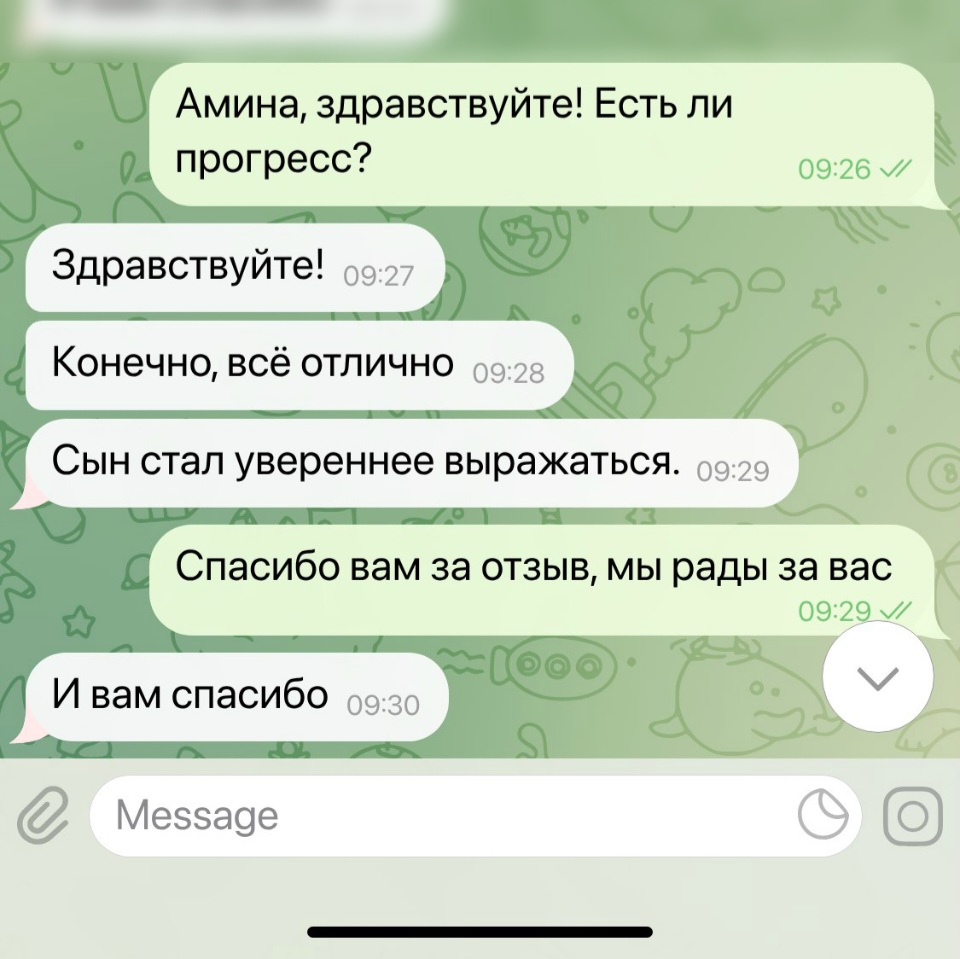 Амина, здравствуйте! Есть ли
прогресс?
09:26
Здравствуйте! 09:27
Конечно, всё отлично 09:28
Сын стал увереннее выражаться. 09:29
Спасибо вам за отзыв, мы рады за вас
09:29
И вам спасибо 09:30
Message